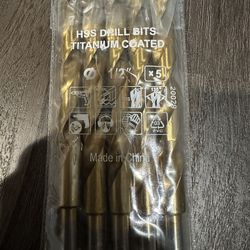 HSS DRILL BITS
TITANIUM COATED
1/2" ×5
Made in China